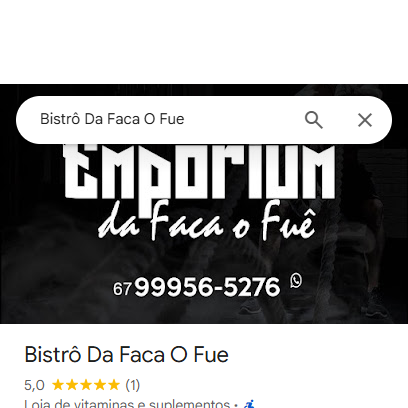 Bistrô Da Faca O Fue
EMPORIUM
da Faca o Fuê
67 99956-5276
Bistrô Da Faca O Fue
5,0 ★★★★★ (1)
Loja de vitaminas e suplementos ·